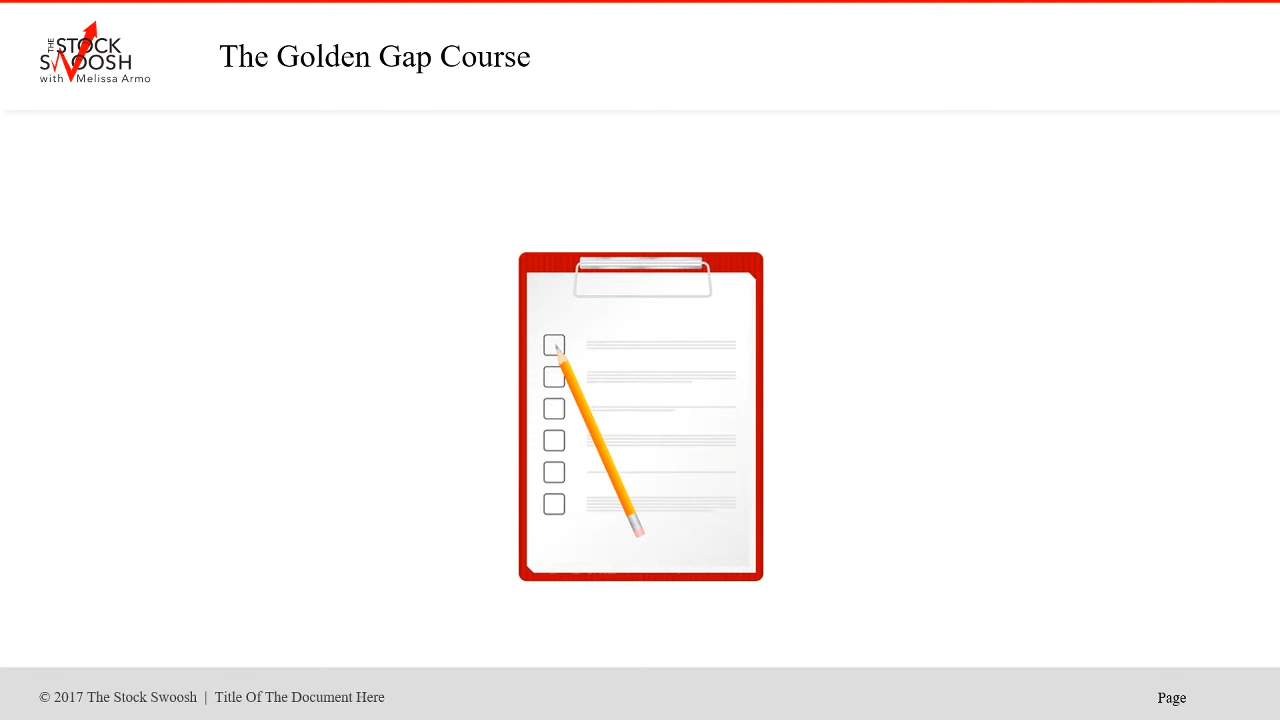 THE STOCK
SWOOSH
with Melissa Armo
The Golden Gap Course
© 2017 The Stock Swoosh | Title Of The Document Here
Page